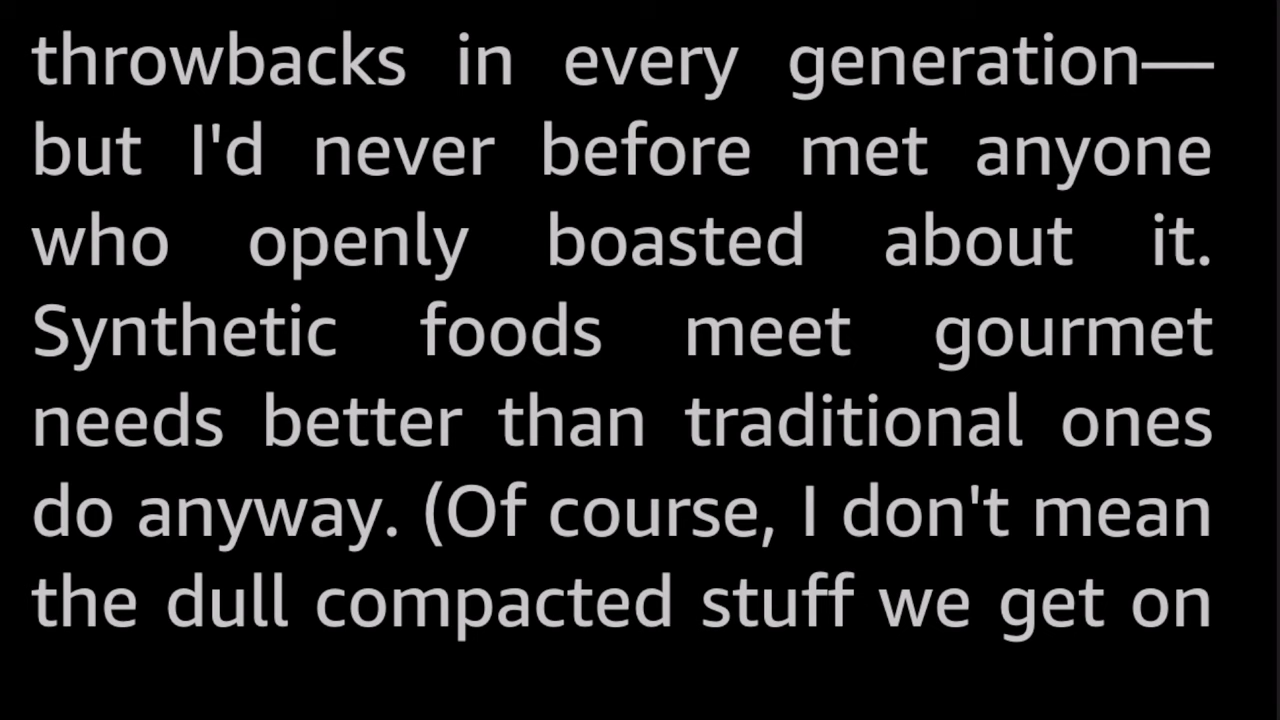 throwbacks in every generation—
but I'd never before met anyone
who openly boasted about it.
Synthetic foods meet gourmet
needs better than traditional ones
do anyway. (Of course, I don't mean
the dull compacted stuff we get on